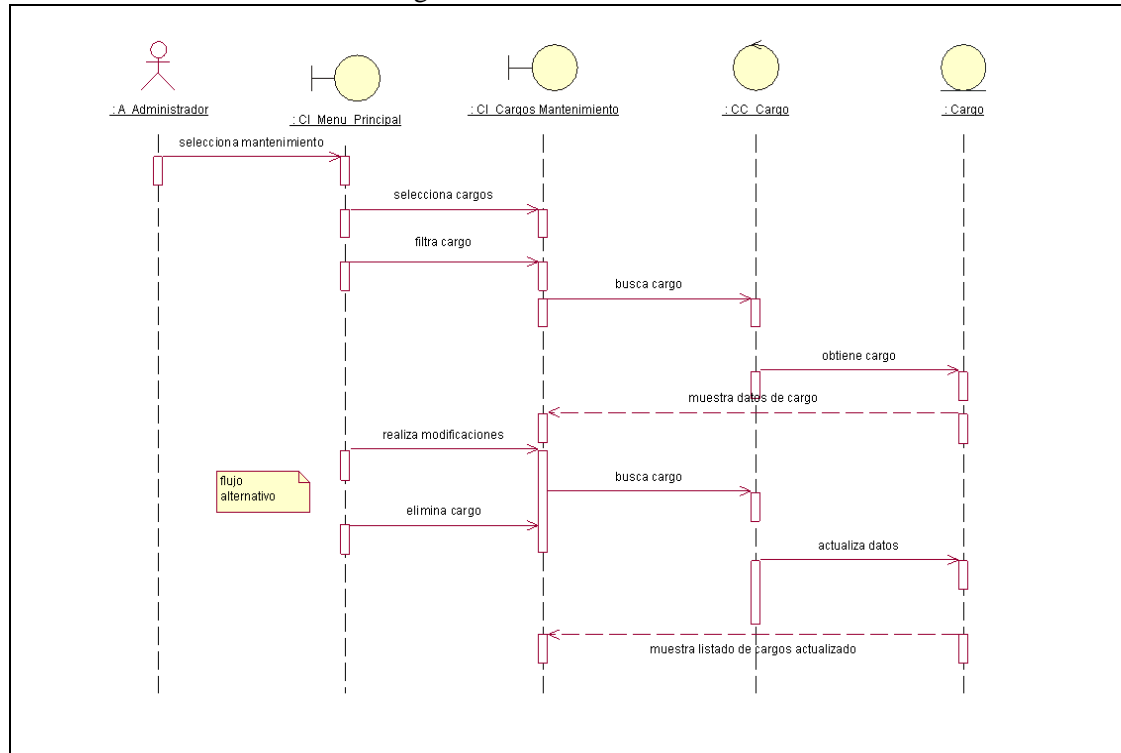 : A_Administrador
: CI_Menu_Principal
: CI_Cargos Mantenimiento
: CC_Cargo
: Cargo
selecciona mantenimiento
selecciona cargos
filtra cargo
busca cargo
obtiene cargo
muestra datos de cargo
realiza modificaciones
flujo
alternativo
busca cargo
elimina cargo
actualiza datos
muestra listado de cargos actualizado